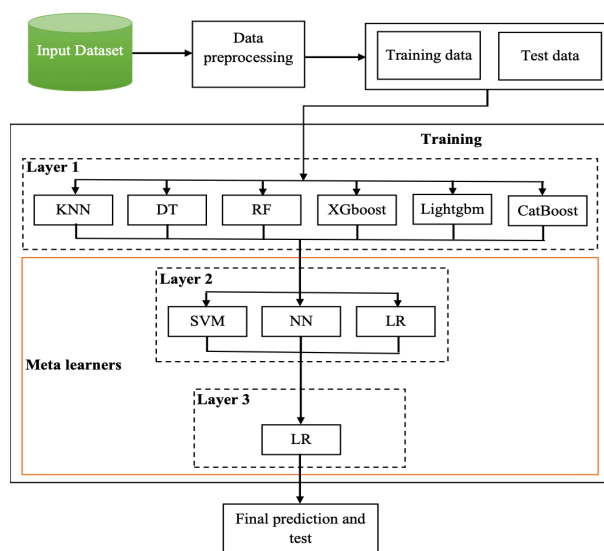 Input Dataset
Data
preprocessing
Training data
Test data
Training
Layer 1
KNN
DT
RF
XGboost
Lightgbm
CatBoost
Layer 2
SVM
NN
LR
Meta learners
Layer 3
LR
Final prediction and
test